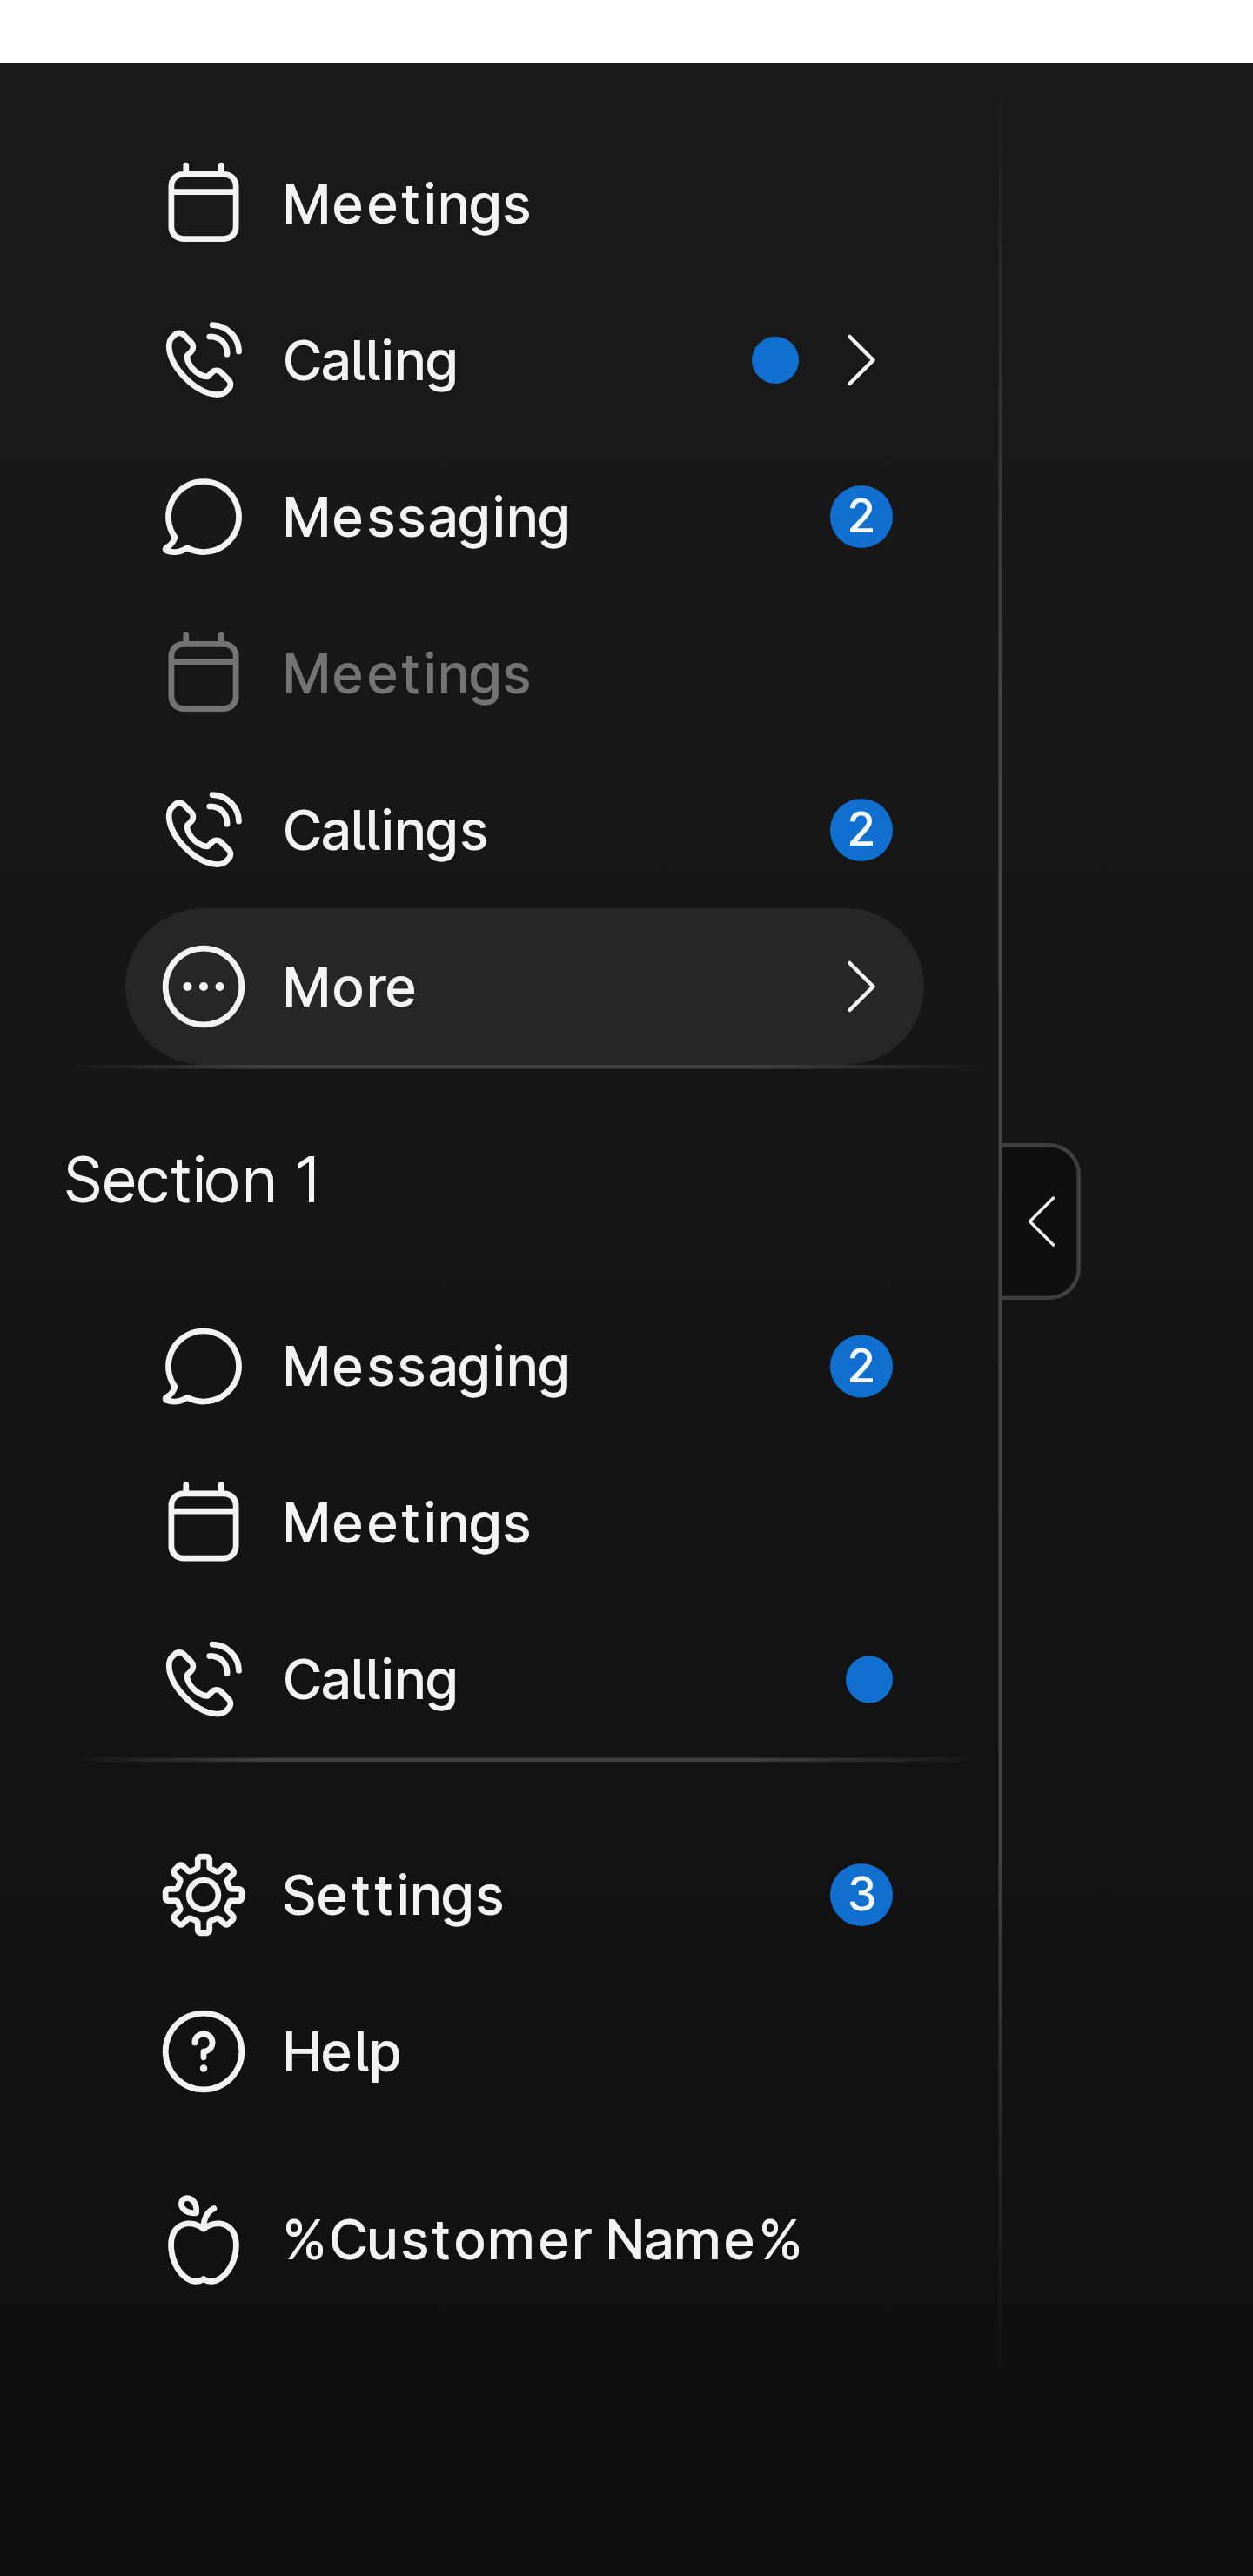 Meetings
Calling
Messaging 2
Meetings
Callings 2
More
Section 1
Messaging 2
Meetings
Calling
Settings 3
Help
%Customer Name%